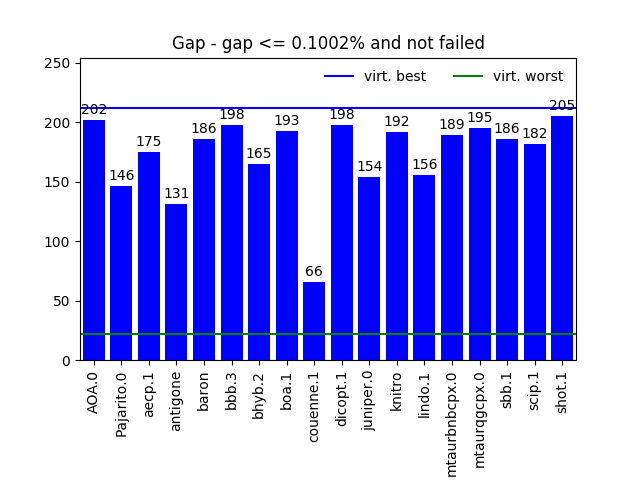 Gap - gap <= 0.1002% and not failed
virt. best
virt. worst
250
200
150
100
50
0
202
146
175
131
186
198
165
193
66
198
154
192
156
189
195
186
182
205
AOA.0
Pajarito.0
aecp.1
antigone
baron
bbb.3
bhyb.2
boa.1
couenne.1
dicopt.1
juniper.0
knitro
lindo.1
mtaurbnbcpx.0
mtaurqgcpx.0
sbb.1
scip.1
shot.1